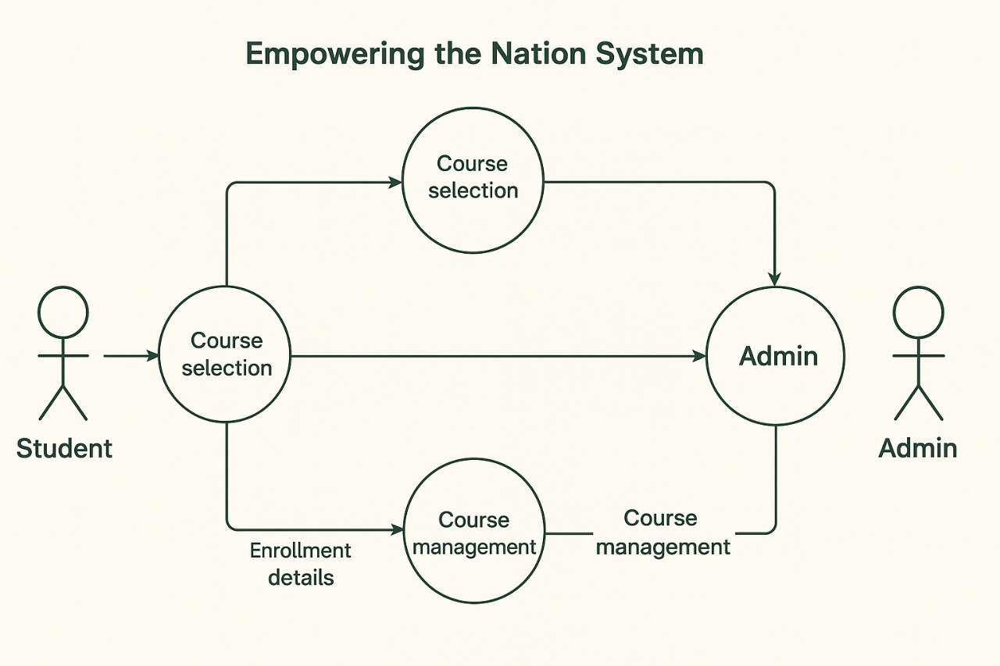 Empowering the Nation System
Course
selection
Course
selection
Admin
Student
Admin
Course
management
Course
management
Enrollment
details